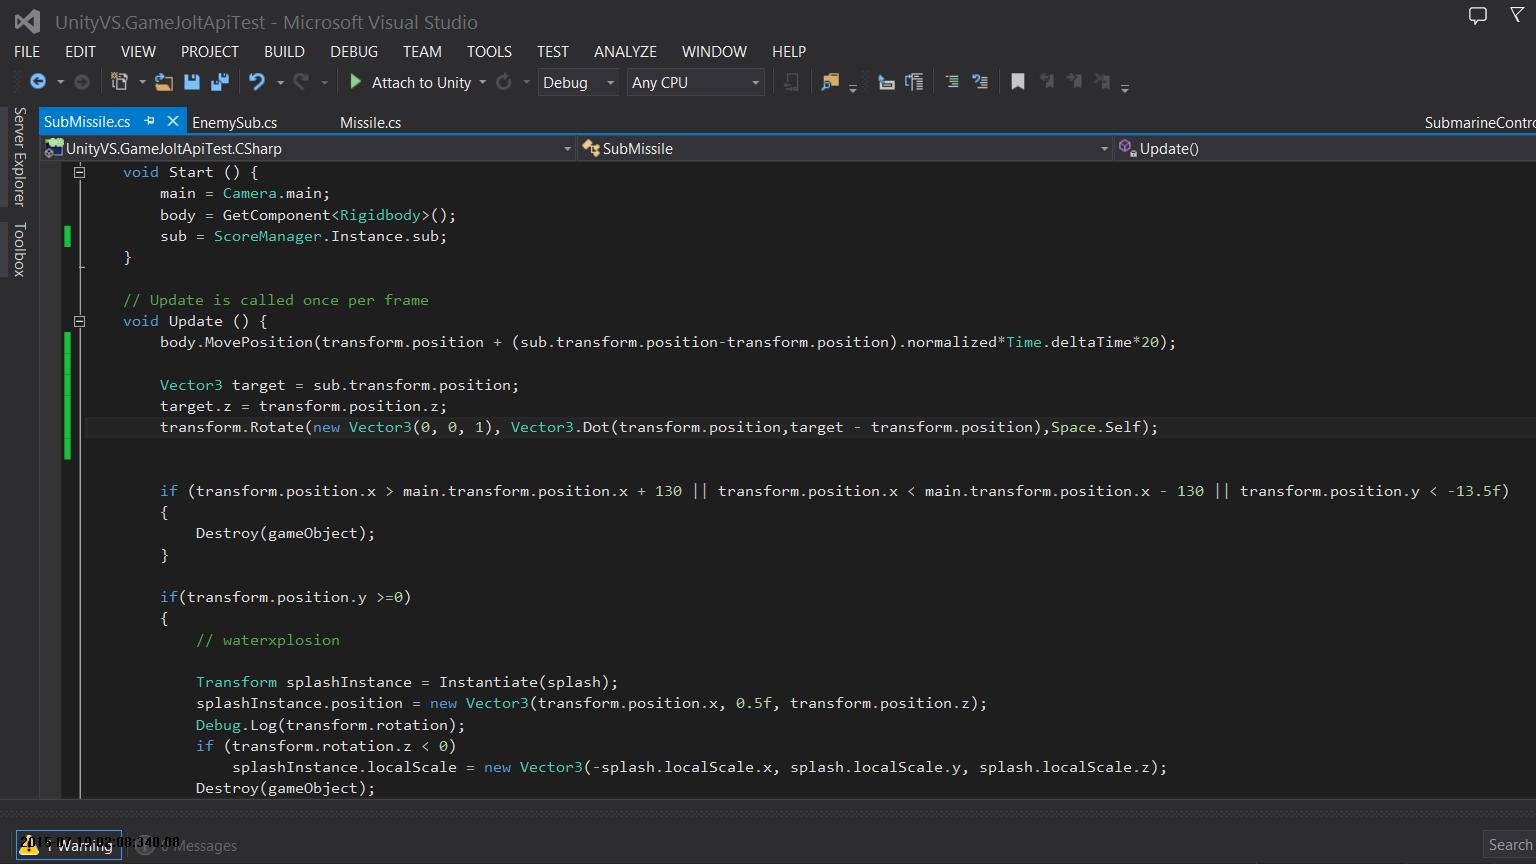 UnityVS.GameJoltApiTest - Microsoft Visual Studio
FILE EDIT VIEW PROJECT BUILD DEBUG TEAM TOOLS TEST ANALYZE WINDOW HELP
Attach to Unity Debug Any CPU
Server Explorer
Toolbox
SubMissile.cs EnemySub.cs Missile.cs SubmarineContro
UnityVS.GameJoltApiTest.CSharp SubMissile Update()
void Start () {
main = Camera.main;
body = GetComponent<Rigidbody>();
sub = ScoreManager.Instance.sub;
}
// Update is called once per frame
void Update () {
body.MovePosition(transform.position + (sub.transform.position-transform.position).normalized*Time.deltaTime*20);
Vector3 target = sub.transform.position;
target.z = transform.position.z;
transform.Rotate(new Vector3(0, 0, 1), Vector3.Dot(transform.position,target - transform.position),Space.Self);
if (transform.position.x > main.transform.position.x + 130 || transform.position.x < main.transform.position.x - 130 || transform.position.y < -13.5f)
{
Destroy(gameObject);
}
if(transform.position.y >=0)
{
// waterxplosion
Transform splashInstance = Instantiate(splash);
splashInstance.position = new Vector3(transform.position.x, 0.5f, transform.position.z);
Debug.Log(transform.rotation);
if (transform.rotation.z < 0)
splashInstance.localScale = new Vector3(-splash.localScale.x, splash.localScale.y, splash.localScale.z);
Destroy(gameObject);
1 Warning Messages
Search